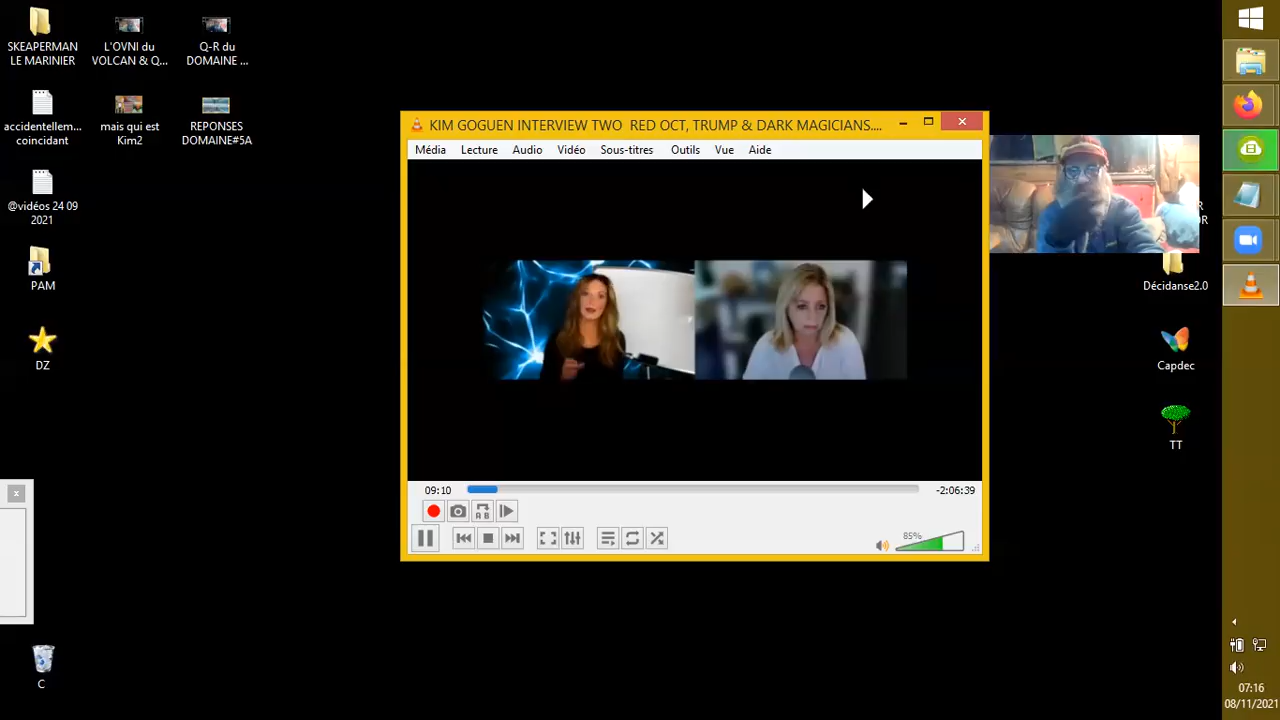 SKEAPERMAN
LE MARINIER
L'OVNI du
VOLCAN & Q...
Q-R du
DOMAINE ...
accidentellem...
coincidant
mais qui est
Kim2
REPONSES
DOMAINE#5A
@vidéos 24 09
2021
PAM
DZ
C
KIM GOGUEN INTERVIEW TWO  RED OCT, TRUMP & DARK MAGICIANS....
Média Lecture Audio Vidéo Sous-titres Outils Vue Aide
09:10
-2:06:39
85%
Décidanse2.0
Capdec
TT
07:16
08/11/2021